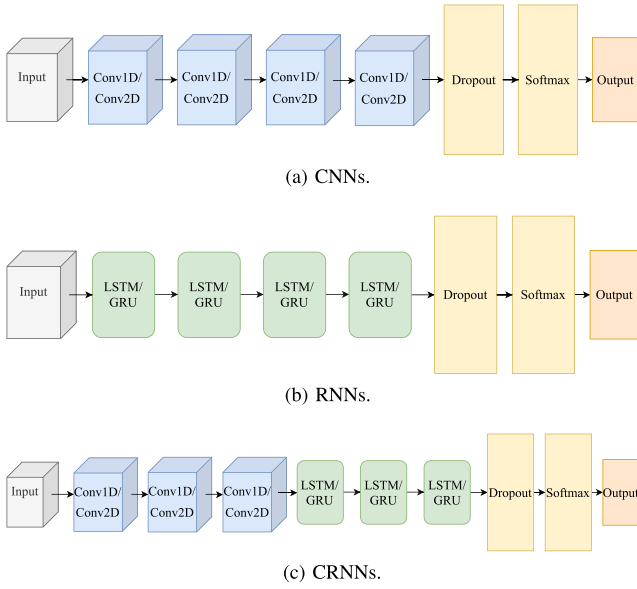 Input
Conv1D/
Conv2D
Conv1D/
Conv2D
Conv1D/
Conv2D
Conv1D/
Conv2D
Dropout
Softmax
Output
(a) CNNs.
Input
LSTM/
GRU
LSTM/
GRU
LSTM/
GRU
LSTM/
GRU
Dropout
Softmax
Output
(b) RNNs.
Input
Conv1D/
Conv2D
Conv1D/
Conv2D
Conv1D/
Conv2D
LSTM/
GRU
LSTM/
GRU
LSTM/
GRU
Dropout
Softmax
Output
(c) CRNNs.